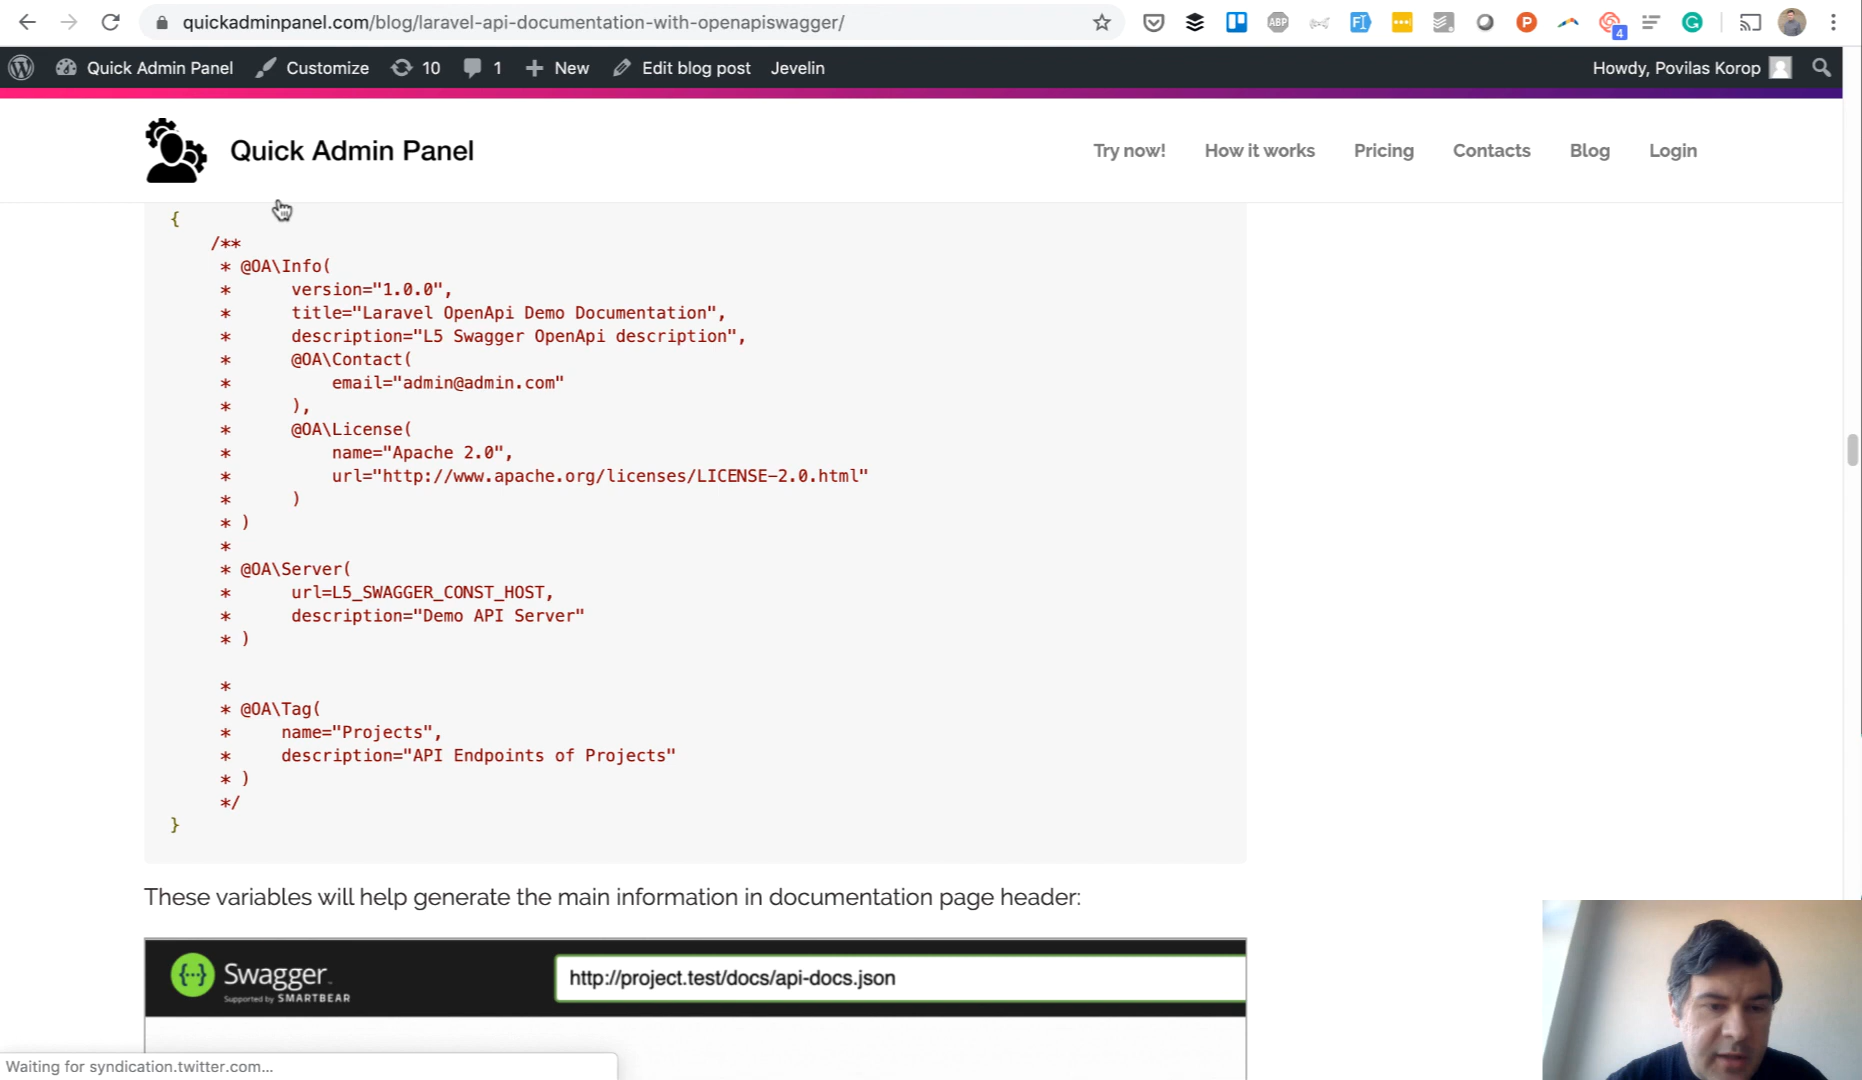 quickadminpanel.com/blog/laravel-api-documentation-with-openapiswagger/
ABP
4
Quick Admin Panel
Customize
10
1
New
Edit blog post
Jevelin
Howdy, Povilas Korop
Quick Admin Panel
Try now!
How it works
Pricing
Contacts
Blog
Login
{
/**
* @OA\Info(
* version="1.0.0",
* title="Laravel OpenApi Demo Documentation",
* description="L5 Swagger OpenApi description",
* @OA\Contact(
* email="admin@admin.com"
* ),
* @OA\License(
* name="Apache 2.0",
* url="http://www.apache.org/licenses/LICENSE-2.0.html"
* )
* )
*
* @OA\Server(
* url=L5_SWAGGER_CONST_HOST,
* description="Demo API Server"
* )
*
* @OA\Tag(
* name="Projects",
* description="API Endpoints of Projects"
* )
*/
}
These variables will help generate the main information in documentation page header:
{···} Swagger
Supported by SMARTBEAR
http://project.test/docs/api-docs.json
Waiting for syndication.twitter.com...